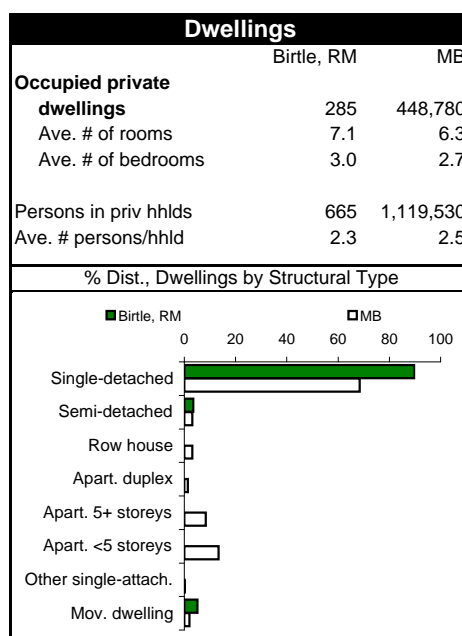 Dwellings
Birtle, RM MB
Occupied private
dwellings 285 448,780
Ave. # of rooms 7.1 6.3
Ave. # of bedrooms 3.0 2.7
Persons in priv hhlds 665 1,119,530
Ave. # persons/hhld 2.3 2.5
% Dist., Dwellings by Structural Type
Birtle, RM MB
0 20 40 60 80 100
Single-detached
Semi-detached
Row house
Apart. duplex
Apart. 5+ storeys
Apart. <5 storeys
Other single-attach.
Mov. dwelling